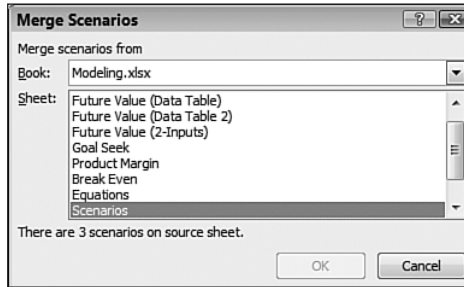 Merge Scenarios
Merge scenarios from
Book: Modeling.xlsx
Sheet: Future Value (Data Table)
Future Value (Data Table 2)
Future Value (2-Inputs)
Goal Seek
Product Margin
Break Even
Equations
Scenarios
There are 3 scenarios on source sheet.
OK Cancel